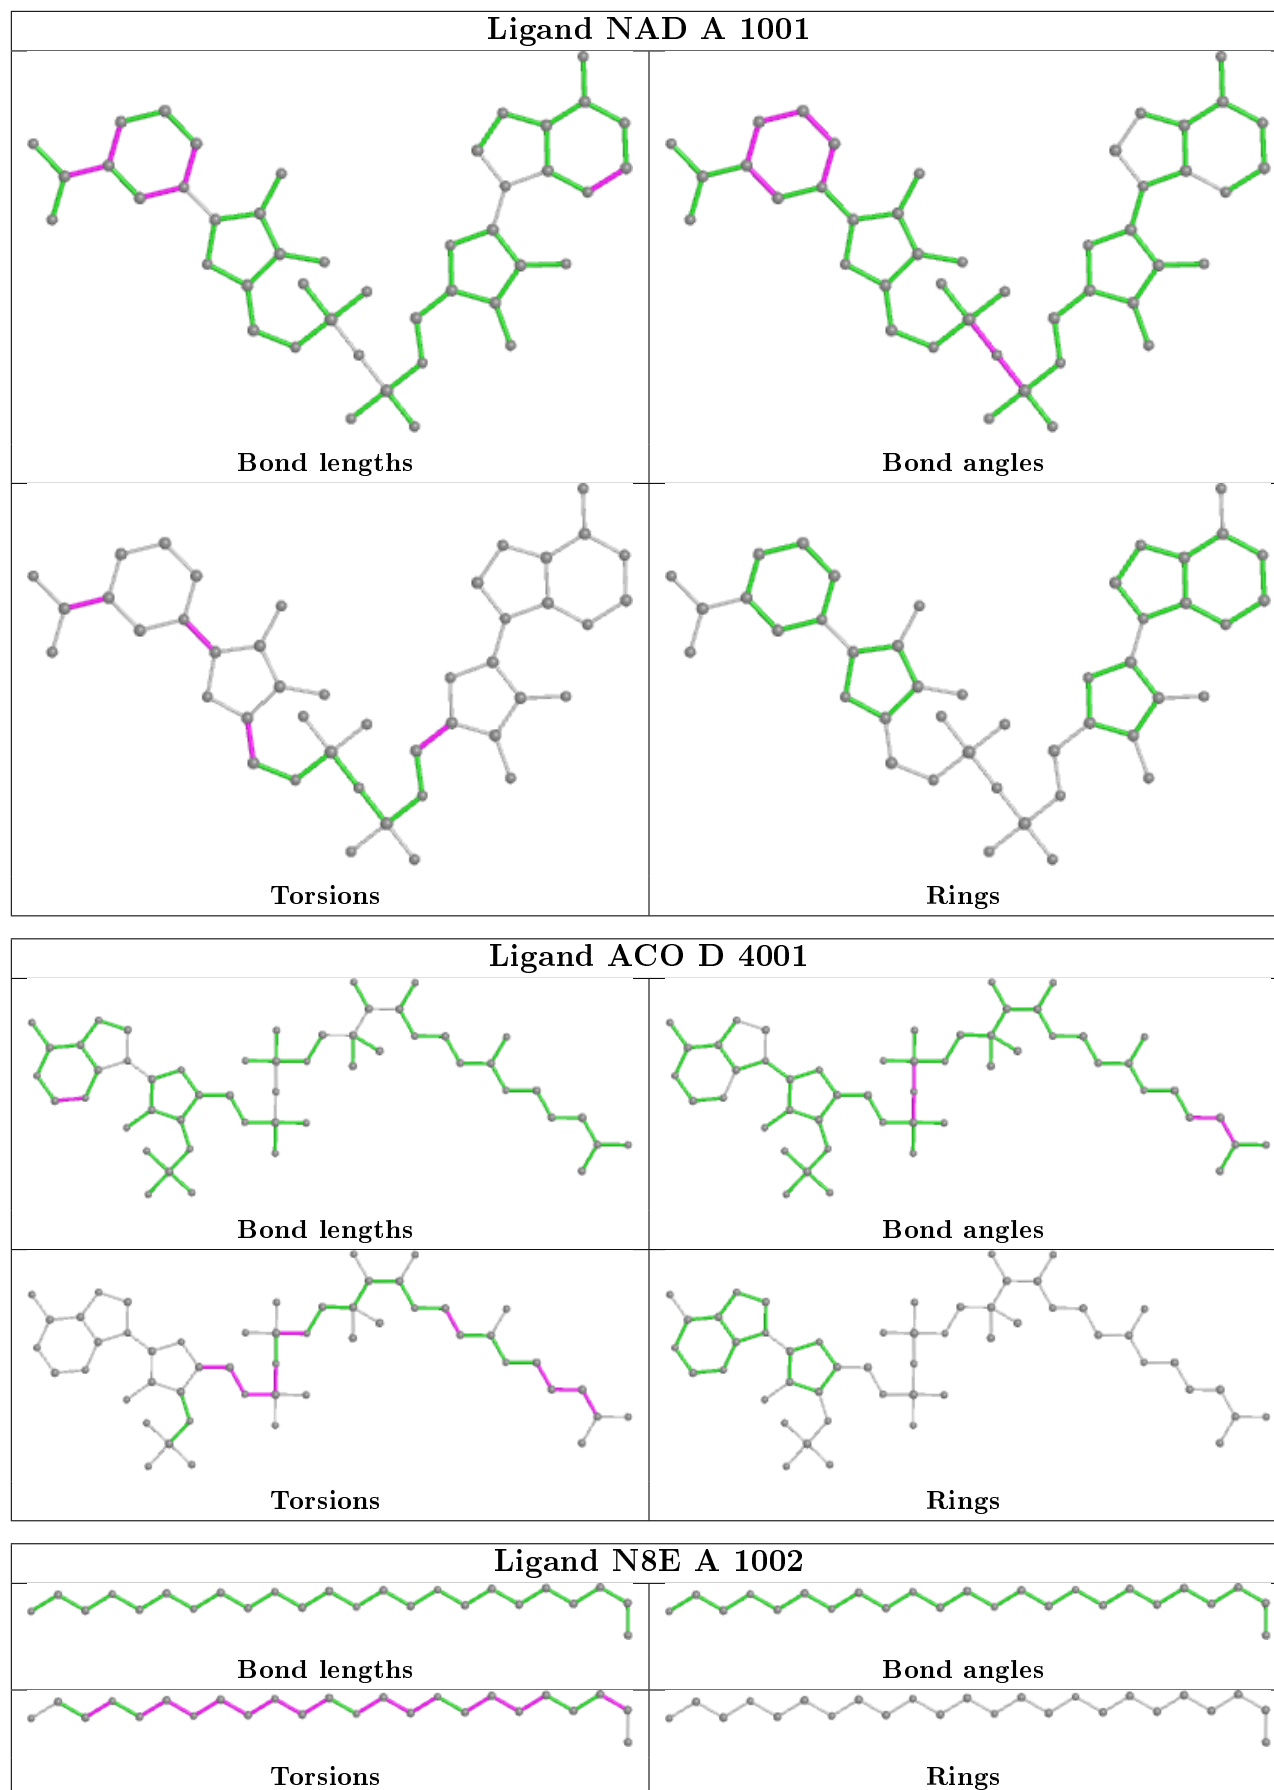 Ligand NAD A 1001
Bond lengths
Bond angles
Torsions
Rings
Ligand ACO D 4001
Bond lengths
Bond angles
Torsions
Rings
Ligand N8E A 1002
Bond lengths
Bond angles
Torsions
Rings